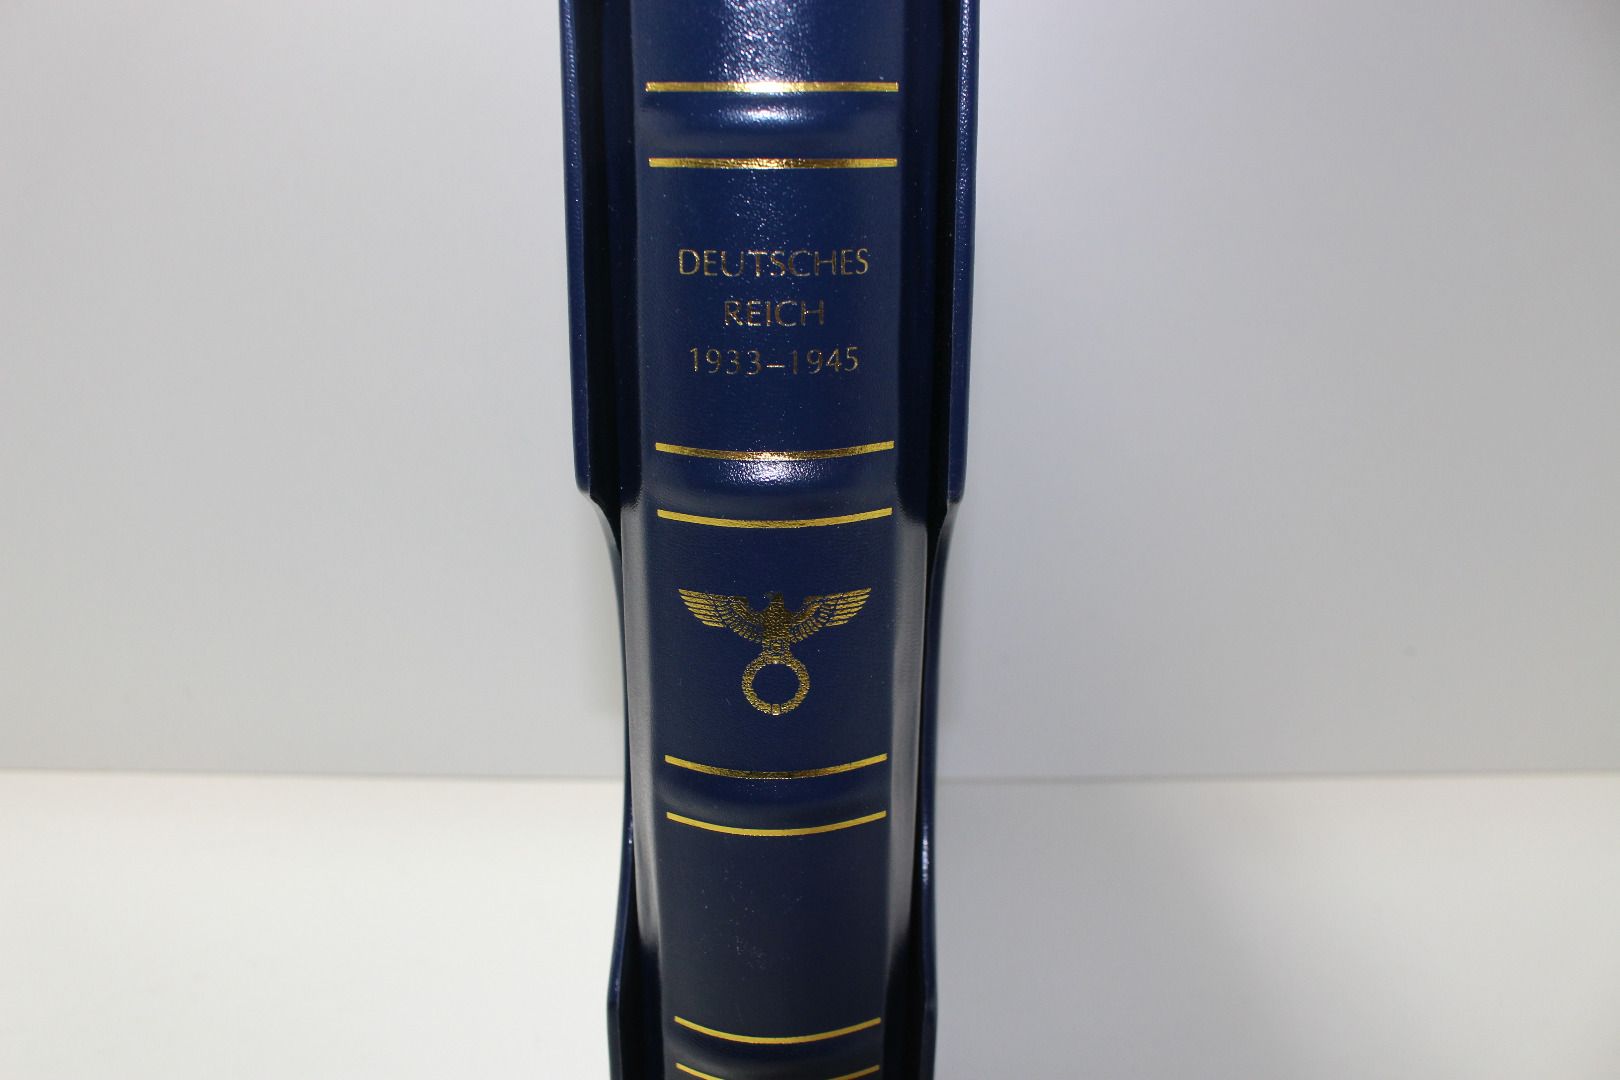 DEUTSCHES
REICH
1933–1945